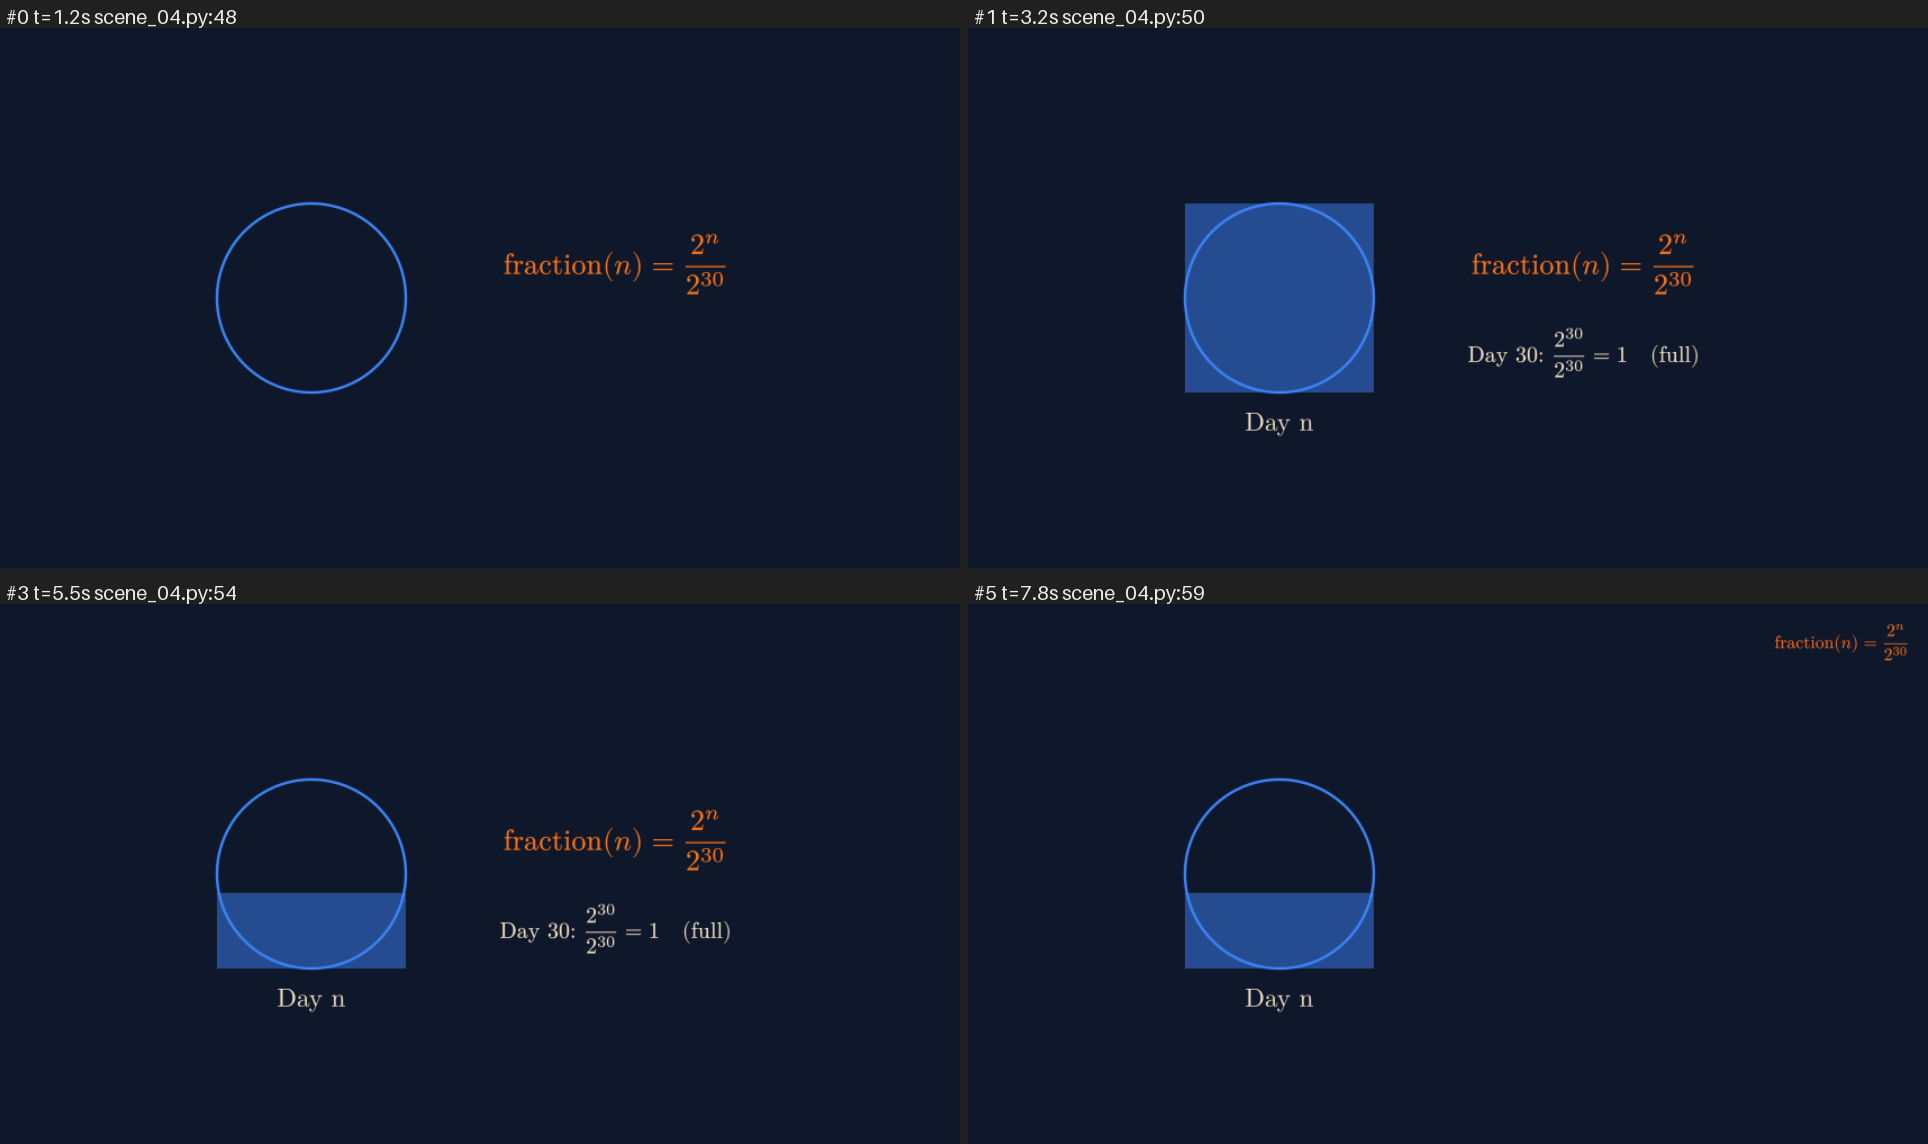 #0 t=1.2s scene_04.py:48
fraction(n) = 2^n / 2^30
#1 t=3.2s scene_04.py:50
fraction(n) = 2^n / 2^30
Day 30: 2^30 / 2^30 = 1 (full)
Day n
#3 t=5.5s scene_04.py:54
fraction(n) = 2^n / 2^30
Day 30: 2^30 / 2^30 = 1 (full)
Day n
#5 t=7.8s scene_04.py:59
fraction(n) = 2^n / 2^30
Day n